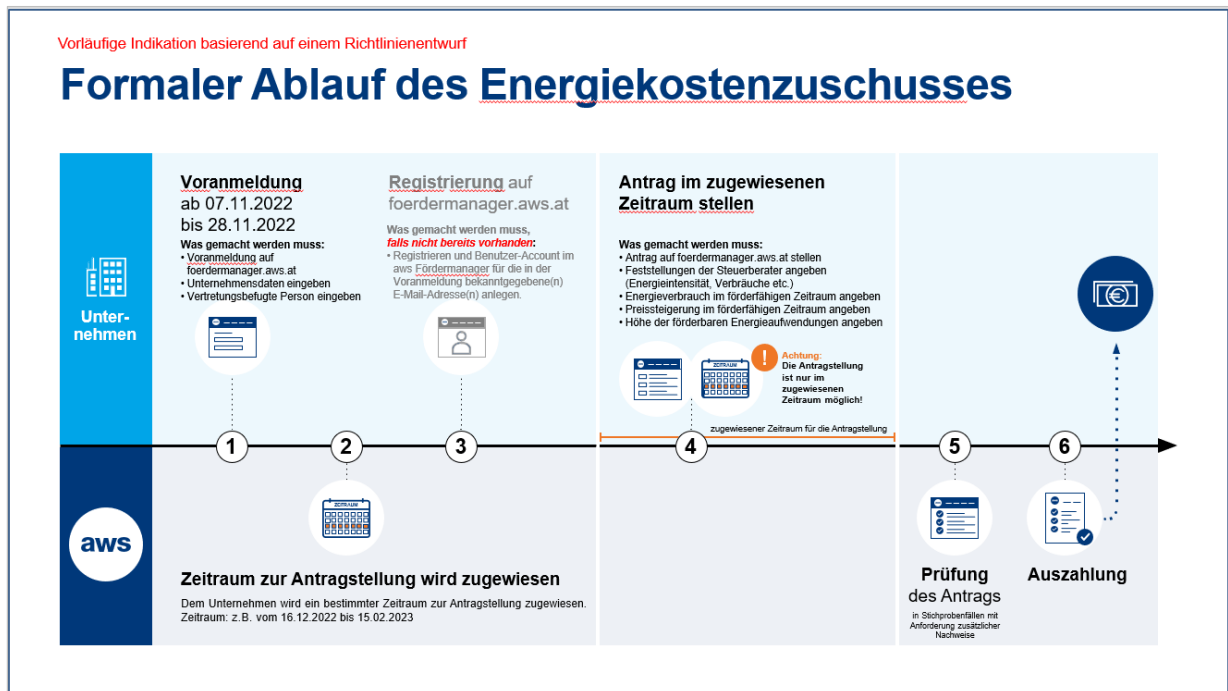 Vorläufige Indikation basierend auf einem Richtlinienentwurf
Formaler Ablauf des Energiekostenzuschusses
Unter-
nehmen
Voranmeldung
ab 07.11.2022
bis 28.11.2022
Was gemacht werden muss:
• Voranmeldung auf
foerdermanager.aws.at
• Unternehmensdaten eingeben
• Vertretungsbefugte Person eingeben
Registrierung auf
foerdermanager.aws.at
Was gemacht werden muss,
falls nicht bereits vorhanden:
• Registrieren und Benutzer-Account im
aws Fördermanager für die in der
Voranmeldung bekanntgegebene(n)
E-Mail-Adresse(n) anlegen.
Antrag im zugewiesenen
Zeitraum stellen
Was gemacht werden muss:
• Antrag auf foerdermanager.aws.at stellen
• Feststellungen der Steuerberater angeben
(Energieintensität, Verbräuche etc.)
• Energieverbrauch im förderfähigen Zeitraum angeben
• Preissteigerung im förderfähigen Zeitraum angeben
• Höhe der förderbaren Energieaufwendungen angeben
ZEITRAUM
!
Achtung:
Die Antragstellung
ist nur im
zugewiesenen
Zeitraum möglich!
€
zugewiesener Zeitraum für die Antragstellung
1
2
3
4
5
6
aws
ZEITRAUM
Zeitraum zur Antragstellung wird zugewiesen
Dem Unternehmen wird ein bestimmter Zeitraum zur Antragstellung zugewiesen.
Zeitraum: z.B. vom 16.12.2022 bis 15.02.2023
Prüfung
des Antrags
in Stichprobenfällen mit
Anforderung zusätzlicher
Nachweise
Auszahlung